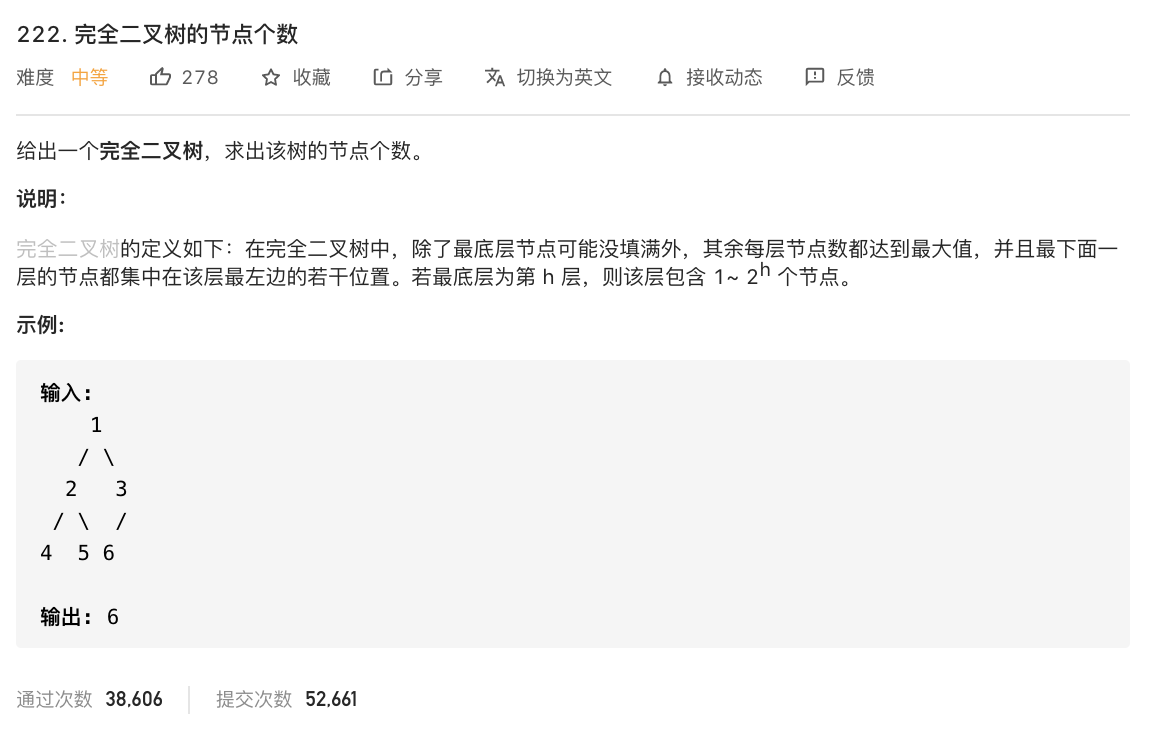 222. 完全二叉树的节点个数
难度 中等 278 收藏 分享 切换为英文 接收动态 反馈
给出一个完全二叉树，求出该树的节点个数。
说明：
完全二叉树的定义如下：在完全二叉树中，除了最底层节点可能没填满外，其余每层节点数都达到最大值，并且最下面一
层的节点都集中在该层最左边的若干位置。若最底层为第 h 层，则该层包含 1~ 2^h 个节点。
示例:
输入:
1
/ \
2 3
/ \ /
4 5 6
输出: 6
通过次数 38,606 提交次数 52,661